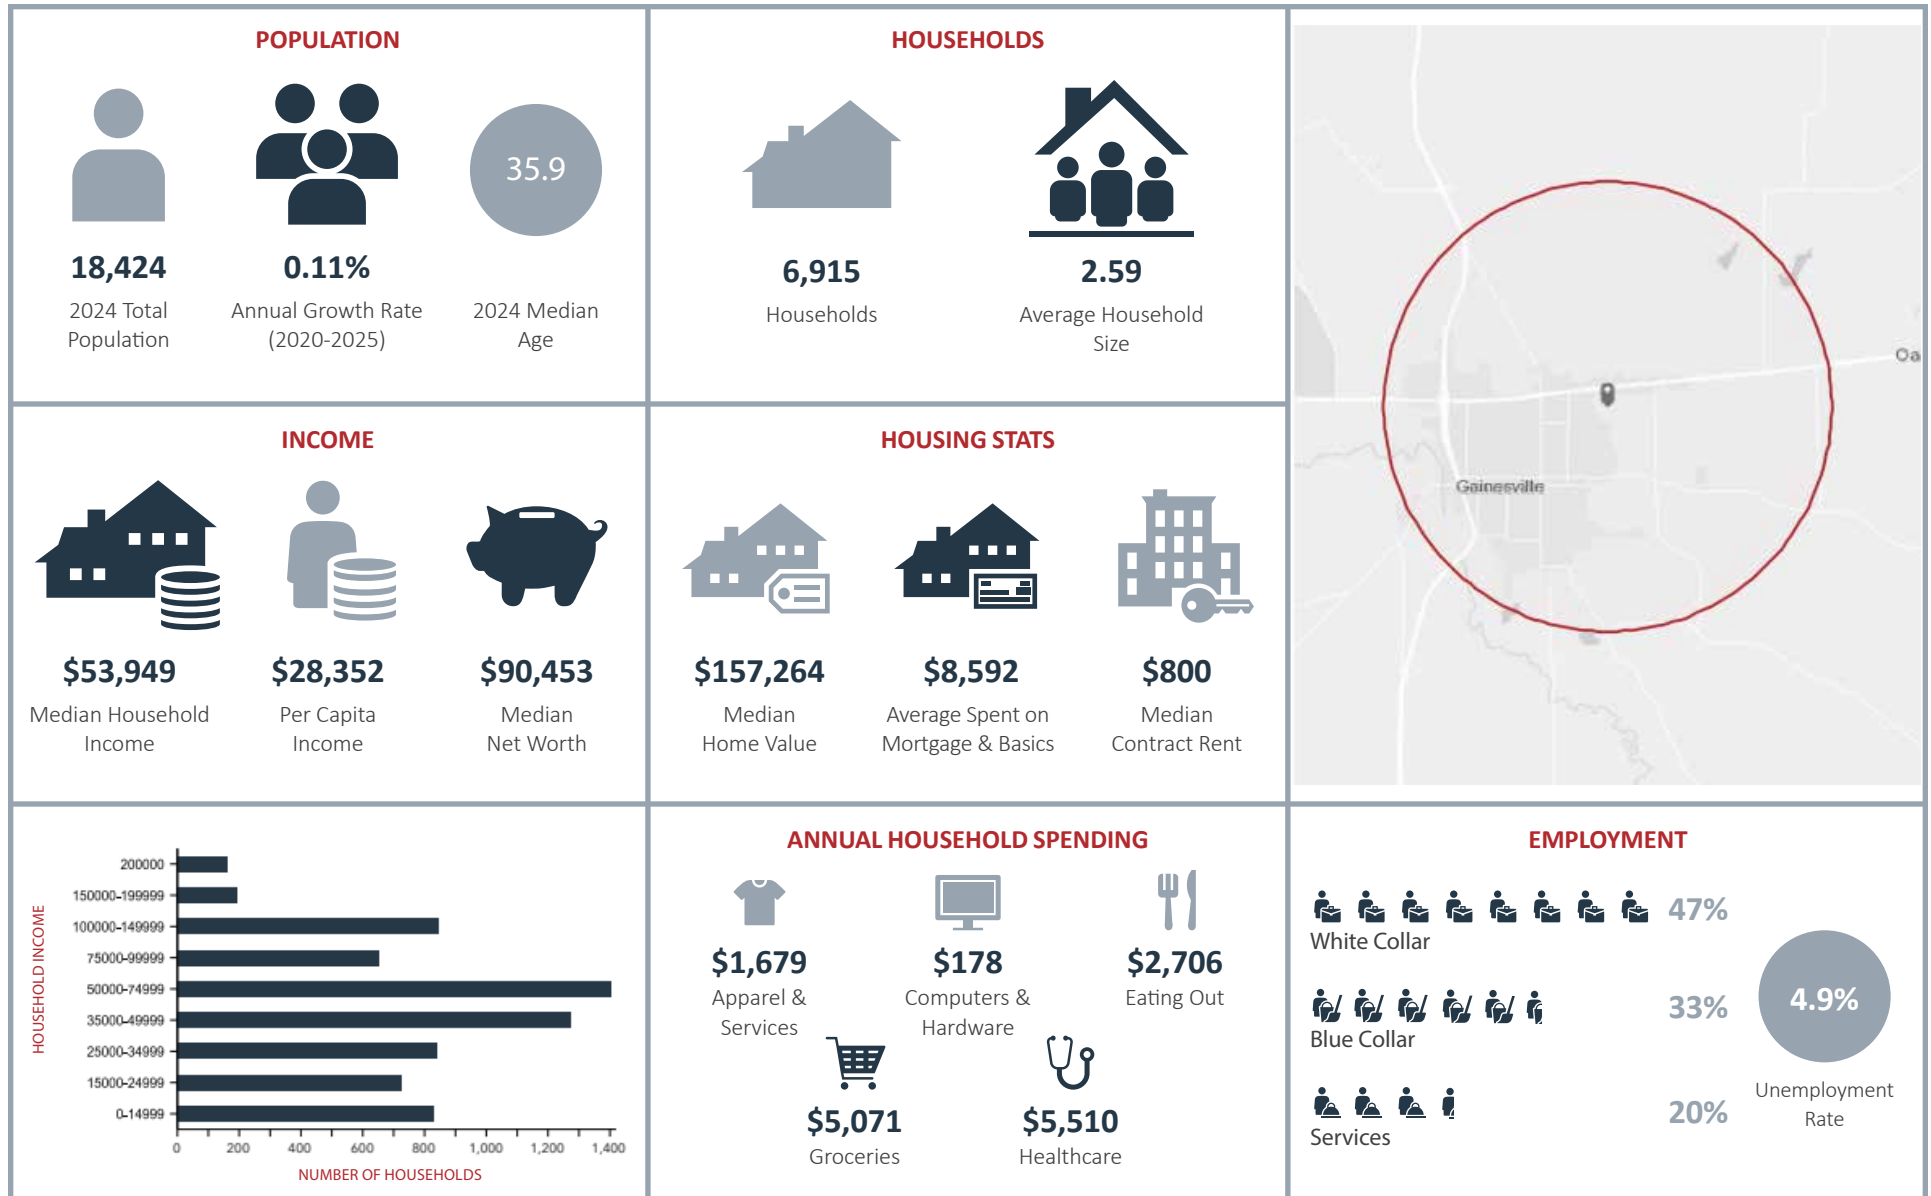 POPULATION
35.9
18,424
2024 Total
Population
0.11%
Annual Growth Rate
(2020-2025)
2024 Median
Age
HOUSEHOLDS
6,915
Households
2.59
Average Household
Size
Oa
Gainesville
INCOME
$53,949
Median Household
Income
$28,352
Per Capita
Income
$90,453
Median
Net Worth
HOUSING STATS
$157,264
Median
Home Value
$8,592
Average Spent on
Mortgage & Basics
$800
Median
Contract Rent
HOUSEHOLD INCOME
200000
150000-199999
100000-149999
75000-99999
50000-74999
35000-49999
25000-34999
15000-24999
0-14999
0 200 400 600 800 1,000 1,200 1,400
NUMBER OF HOUSEHOLDS
ANNUAL HOUSEHOLD SPENDING
$1,679
Apparel &
Services
$178
Computers &
Hardware
$2,706
Eating Out
$5,071
Groceries
$5,510
Healthcare
EMPLOYMENT
47%
White Collar
33%
Blue Collar
20%
Services
4.9%
Unemployment
Rate